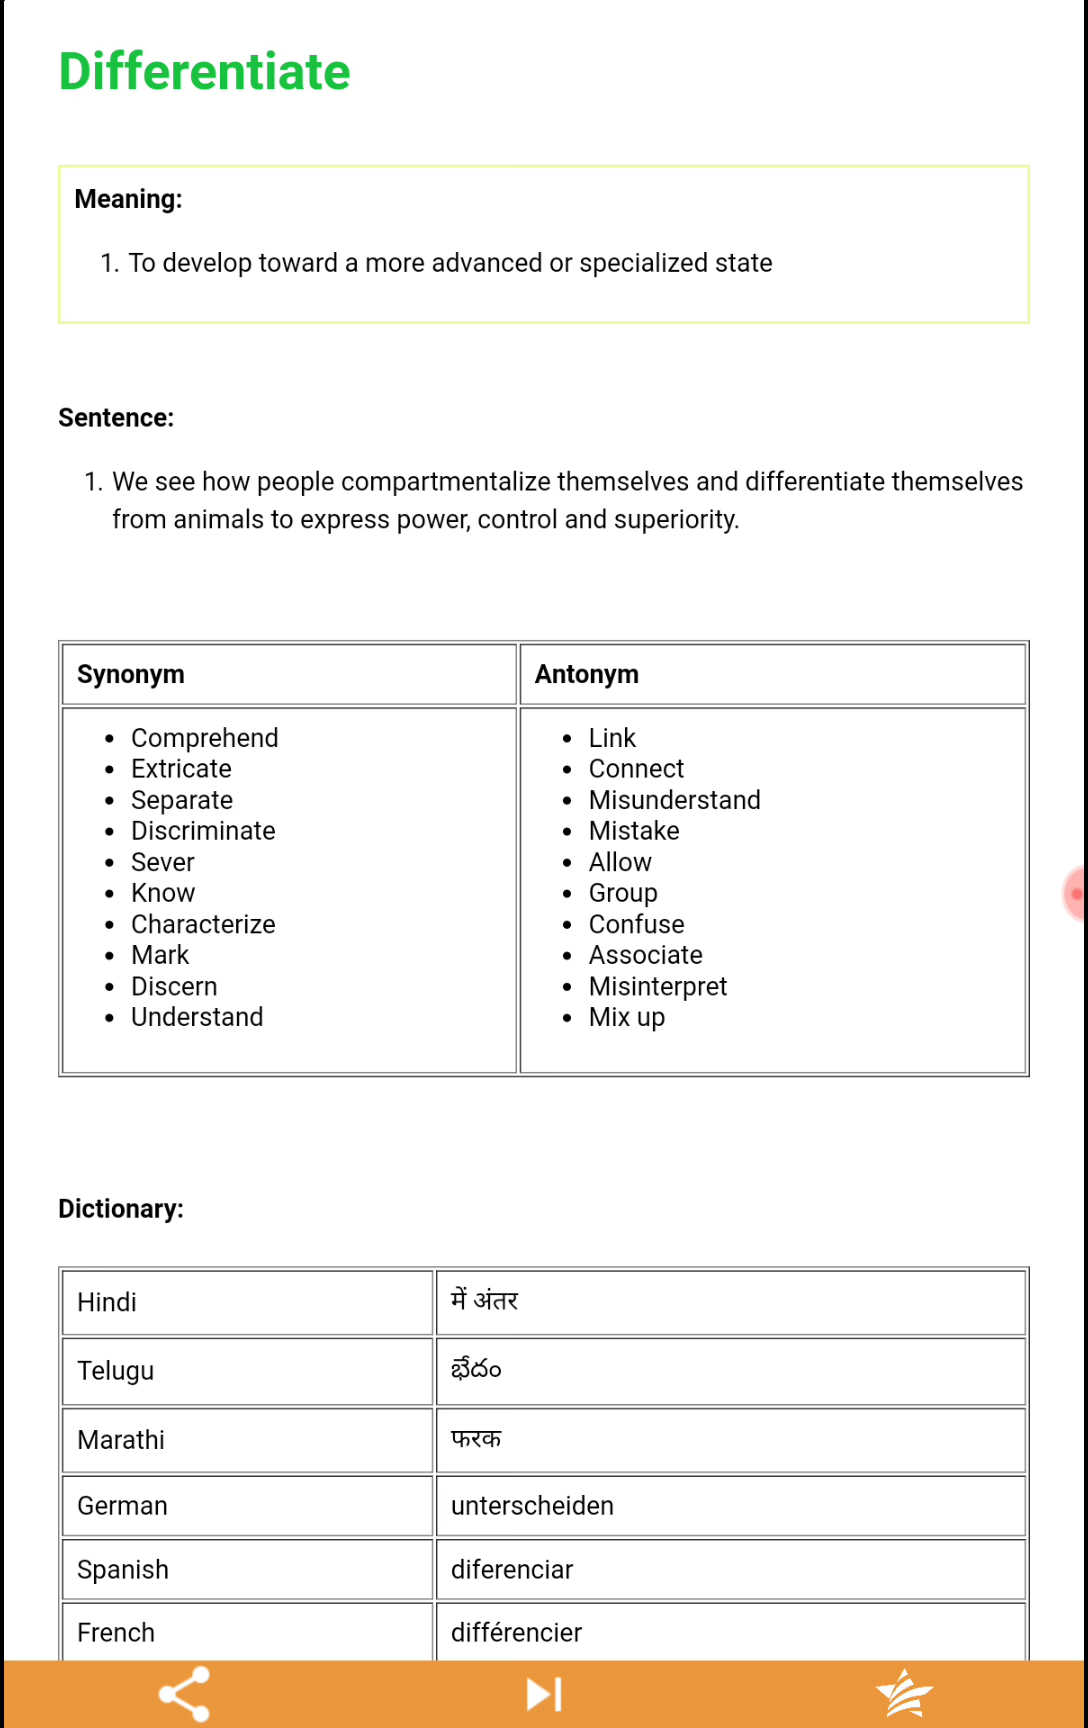 Differentiate
Meaning:
1. To develop toward a more advanced or specialized state
Sentence:
1. We see how people compartmentalize themselves and differentiate themselves
from animals to express power, control and superiority.
Synonym
Antonym
• Comprehend
• Extricate
• Separate
• Discriminate
• Sever
• Know
• Characterize
• Mark
• Discern
• Understand
• Link
• Connect
• Misunderstand
• Mistake
• Allow
• Group
• Confuse
• Associate
• Misinterpret
• Mix up
Dictionary:
Hindi में अंतर
Telugu భేదం
Marathi फरक
German unterscheiden
Spanish diferenciar
French différencier